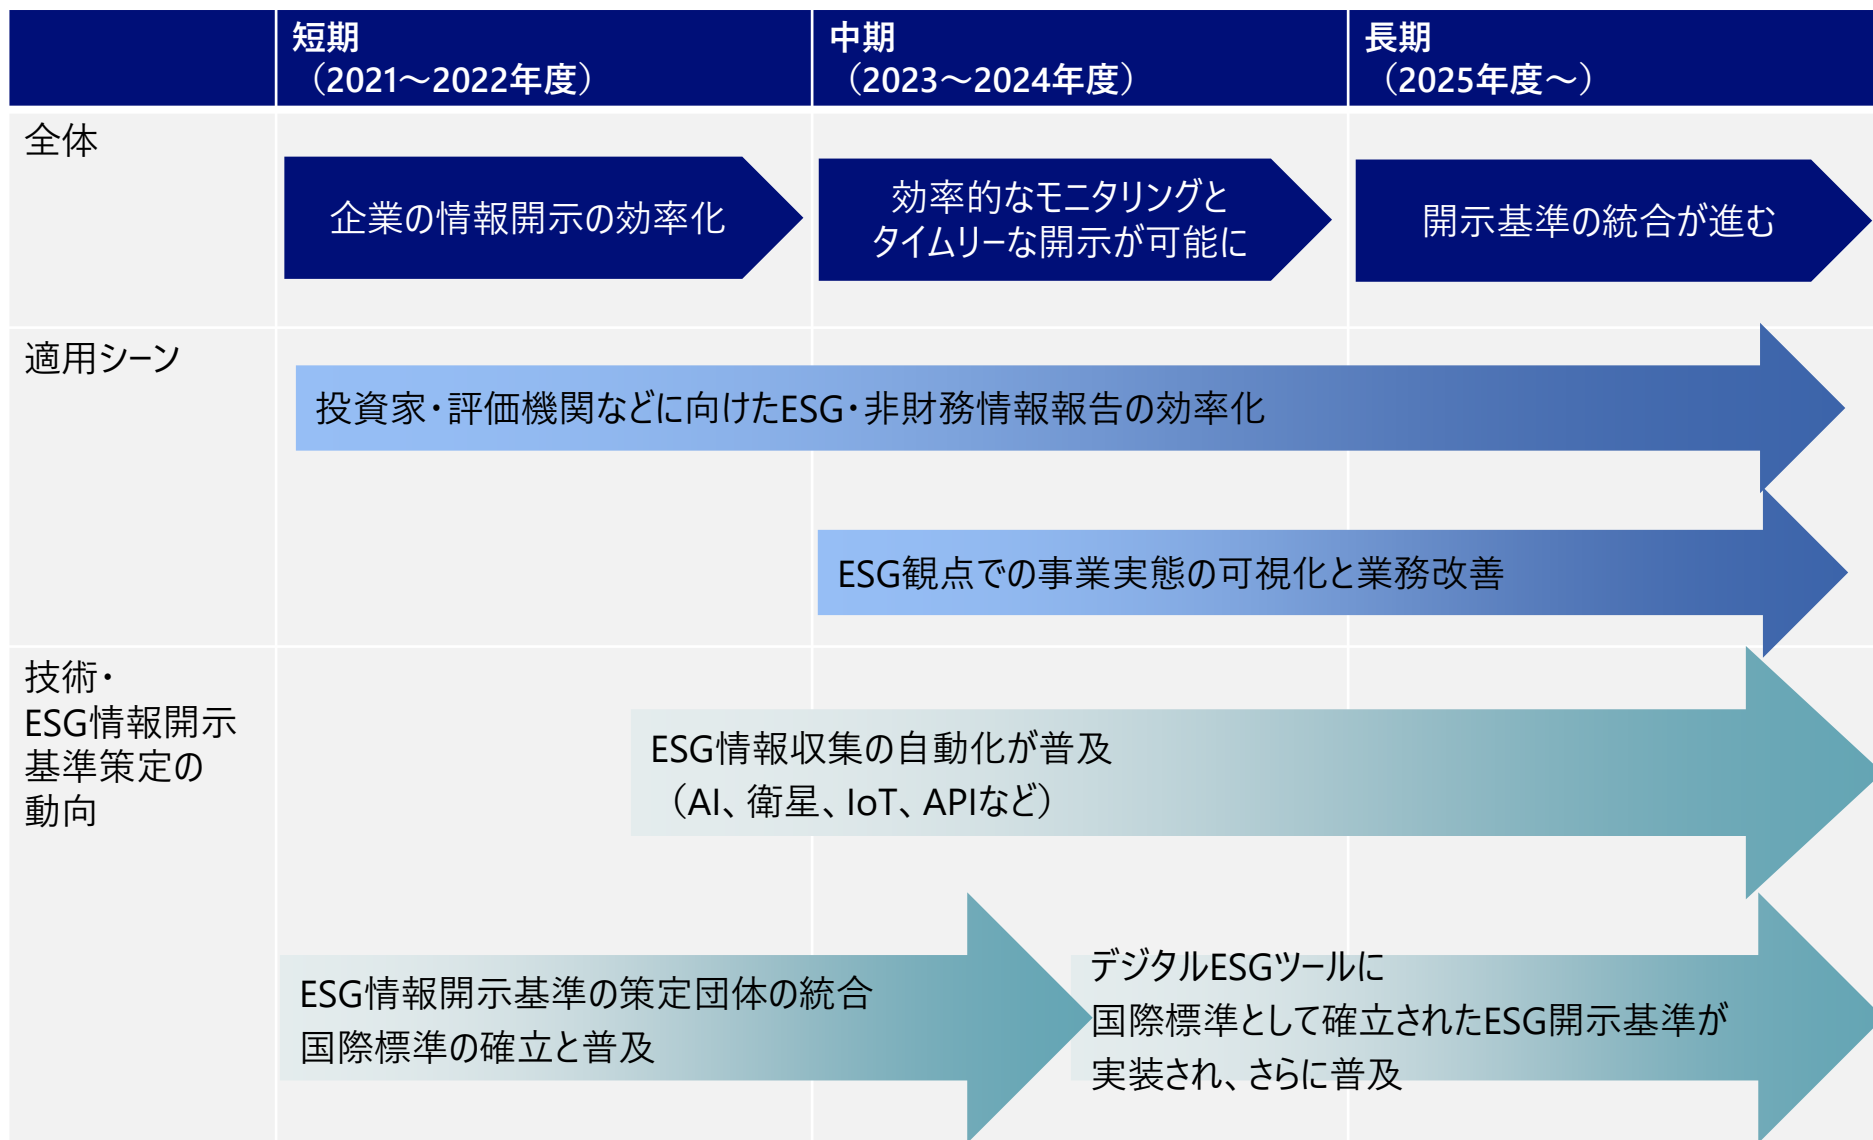 短期
（2021～2022年度）
中期
（2023～2024年度）
長期
（2025年度～）
全体
企業の情報開示の効率化
効率的なモニタリングと
タイムリーな開示が可能に
開示基準の統合が進む
適用シーン
投資家・評価機関などに向けたESG・非財務情報報告の効率化
ESG観点での事業実態の可視化と業務改善
技術・
ESG情報開示
基準策定の
動向
ESG情報収集の自動化が普及
（AI、衛星、IoT、APIなど）
ESG情報開示基準の策定団体の統合
国際標準の確立と普及
デジタルESGツールに
国際標準として確立されたESG開示基準が
実装され、さらに普及